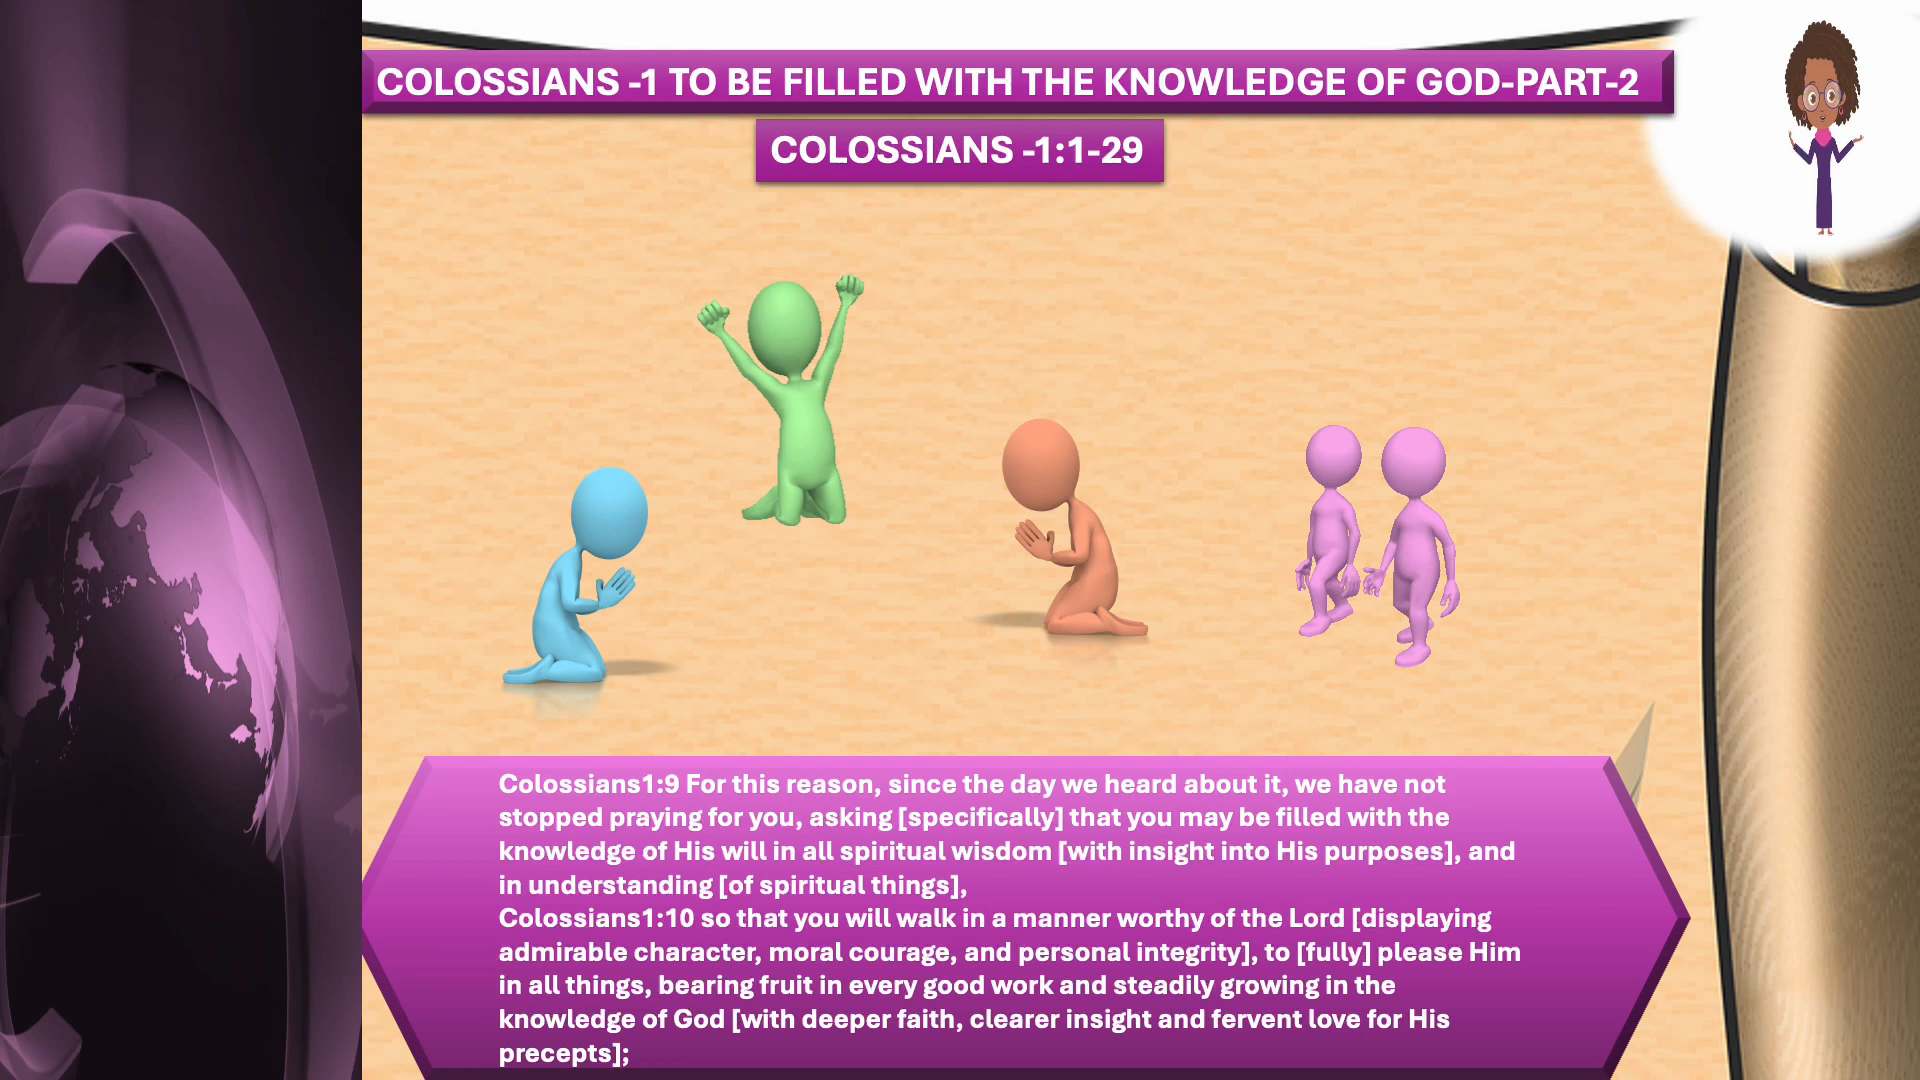 COLOSSIANS -1 TO BE FILLED WITH THE KNOWLEDGE OF GOD-PART-2
COLOSSIANS -1:1-29
Colossians1:9 For this reason, since the day we heard about it, we have not
stopped praying for you, asking [specifically] that you may be filled with the
knowledge of His will in all spiritual wisdom [with insight into His purposes], and
in understanding [of spiritual things],
Colossians1:10 so that you will walk in a manner worthy of the Lord [displaying
admirable character, moral courage, and personal integrity], to [fully] please Him
in all things, bearing fruit in every good work and steadily growing in the
knowledge of God [with deeper faith, clearer insight and fervent love for His
precepts];